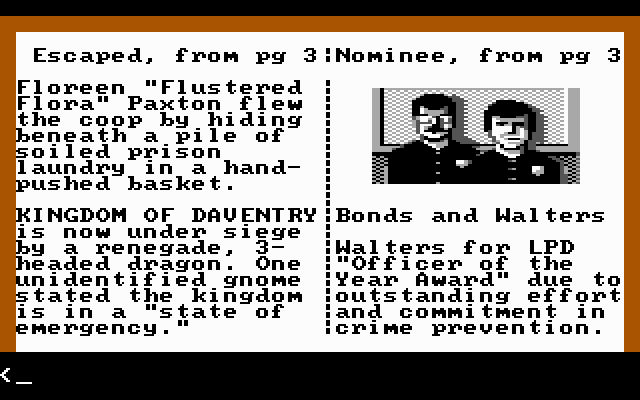 Escaped, from pg 3
Floreen "Flustered
Flora" Paxton flew
the coop by hiding
beneath a pile of
soiled prison
laundry in a hand-
pushed basket.
KINGDOM OF DAVENTRY
is now under siege
by a renegade, 3-
headed dragon. One
unidentified gnome
stated the kingdom
is in a "state of
emergency."
Nominee, from pg 3
Bonds and Walters
Walters for LPD
"Officer of the
Year Award" due to
outstanding effort
and commitment in
crime prevention.
<_